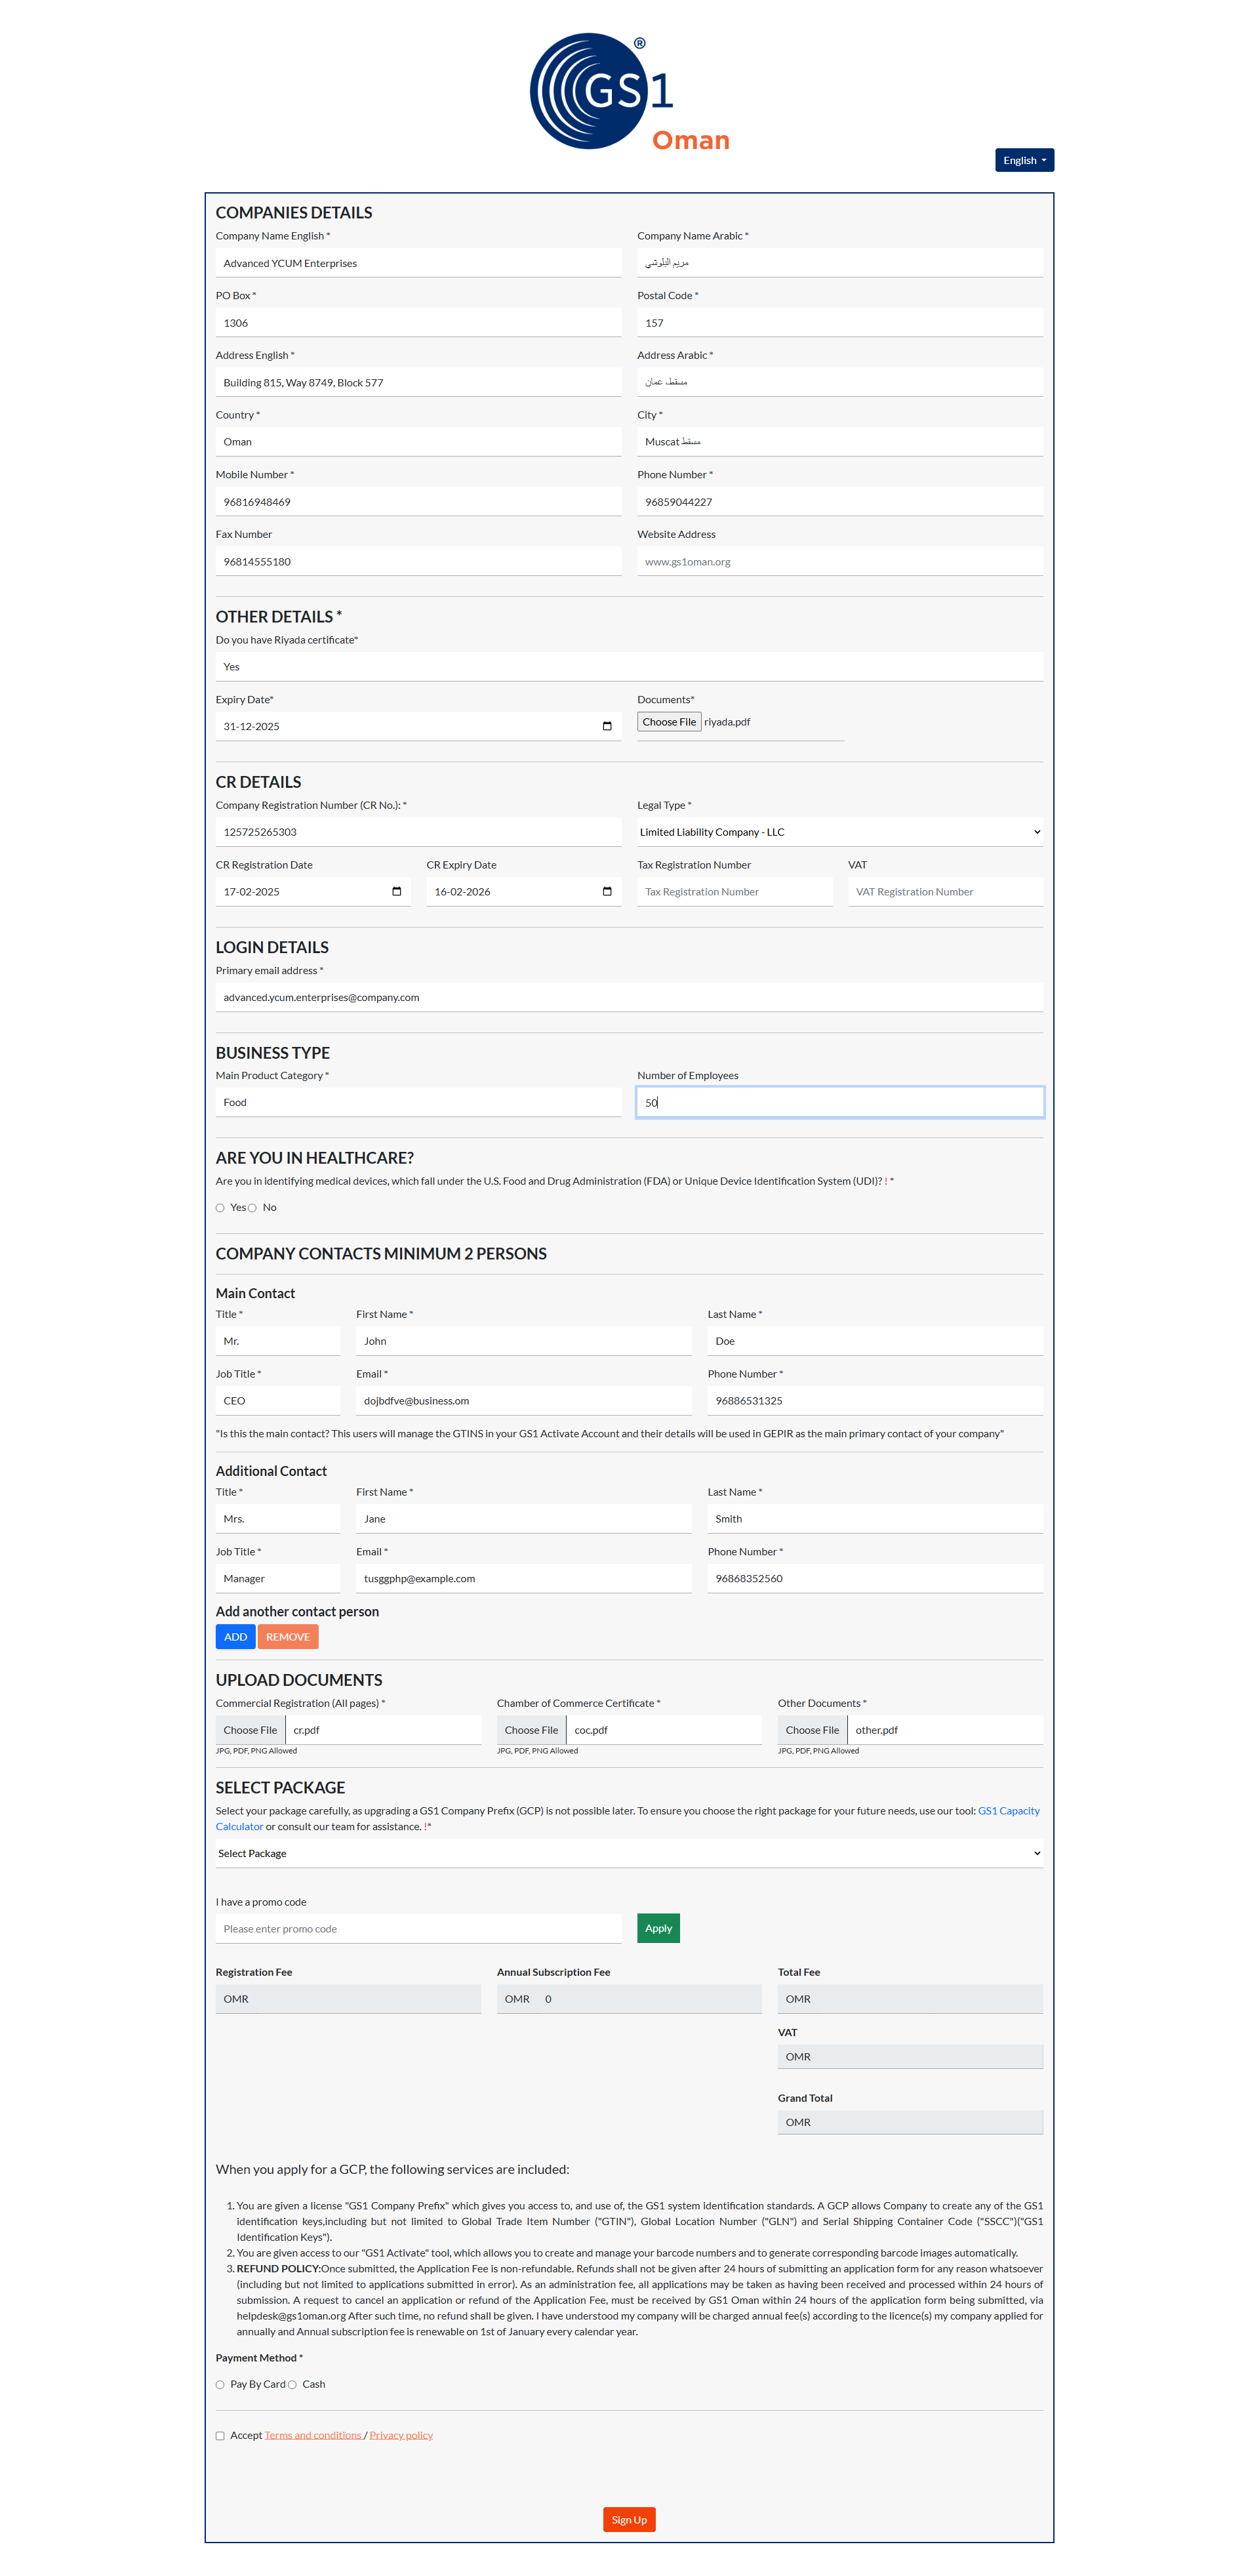 GS1®
Oman
English
COMPANIES DETAILS
Company Name English *
Company Name Arabic *
Advanced YCUM Enterprises
مريم البلوشي
PO Box *
Postal Code *
1306
157
Address English *
Address Arabic *
Building 815, Way 8749, Block 577
مسقط، عمان
Country *
City *
Oman
Muscat مسقط
Mobile Number *
Phone Number *
96816948469
96859044227
Fax Number
Website Address
96814555180
www.gs1oman.org
OTHER DETAILS *
Do you have Riyada certificate*
Yes
Expiry Date*
Documents*
31-12-2025
Choose File riyada.pdf
CR DETAILS
Company Registration Number (CR No.): *
Legal Type *
125725265303
Limited Liability Company - LLC
CR Registration Date
CR Expiry Date
Tax Registration Number
VAT
17-02-2025
16-02-2026
Tax Registration Number
VAT Registration Number
LOGIN DETAILS
Primary email address *
advanced.ycum.enterprises@company.com
BUSINESS TYPE
Main Product Category *
Number of Employees
Food
50
ARE YOU IN HEALTHCARE?
Are you in identifying medical devices, which fall under the U.S. Food and Drug Administration (FDA) or Unique Device Identification System (UDI)? ! *
Yes No
COMPANY CONTACTS MINIMUM 2 PERSONS
Main Contact
Title *
First Name *
Last Name *
Mr.
John
Doe
Job Title *
Email *
Phone Number *
CEO
dojbdfve@business.om
96886531325
"Is this the main contact? This users will manage the GTINS in your GS1 Activate Account and their details will be used in GEPIR as the main primary contact of your company"
Additional Contact
Title *
First Name *
Last Name *
Mrs.
Jane
Smith
Job Title *
Email *
Phone Number *
Manager
tusggphp@example.com
96868352560
Add another contact person
ADD REMOVE
UPLOAD DOCUMENTS
Commercial Registration (All pages) *
Chamber of Commerce Certificate *
Other Documents *
Choose File cr.pdf
Choose File coc.pdf
Choose File other.pdf
JPG, PDF, PNG Allowed
JPG, PDF, PNG Allowed
JPG, PDF, PNG Allowed
SELECT PACKAGE
Select your package carefully, as upgrading a GS1 Company Prefix (GCP) is not possible later. To ensure you choose the right package for your future needs, use our tool: GS1 Capacity
Calculator or consult our team for assistance. !*
Select Package
I have a promo code
Please enter promo code
Apply
Registration Fee
Annual Subscription Fee
Total Fee
OMR
OMR 0
OMR
VAT
OMR
Grand Total
OMR
When you apply for a GCP, the following services are included:
1. You are given a license "GS1 Company Prefix" which gives you access to, and use of, the GS1 system identification standards. A GCP allows Company to create any of the GS1
identification keys,including but not limited to Global Trade Item Number ("GTIN"), Global Location Number ("GLN") and Serial Shipping Container Code ("SSCC")("GS1
Identification Keys").
2. You are given access to our "GS1 Activate" tool, which allows you to create and manage your barcode numbers and to generate corresponding barcode images automatically.
3. REFUND POLICY:Once submitted, the Application Fee is non-refundable. Refunds shall not be given after 24 hours of submitting an application form for any reason whatsoever
(including but not limited to applications submitted in error). As an administration fee, all applications may be taken as having been received and processed within 24 hours of
submission. A request to cancel an application or refund of the Application Fee, must be received by GS1 Oman within 24 hours of the application form being submitted, via
helpdesk@gs1oman.org After such time, no refund shall be given. I have understood my company will be charged annual fee(s) according to the licence(s) my company applied for
annually and Annual subscription fee is renewable on 1st of January every calendar year.
Payment Method *
Pay By Card Cash
Accept Terms and conditions / Privacy policy
Sign Up